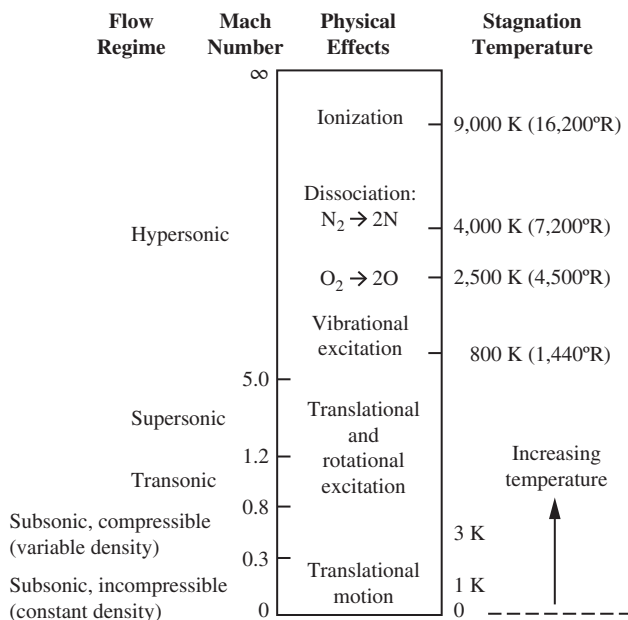 Flow Regime
Mach Number
Physical Effects
Stagnation Temperature
∞
Ionization
9,000 K (16,200ºR)
Dissociation:
N₂ → 2N
4,000 K (7,200ºR)
Hypersonic
O₂ → 2O
2,500 K (4,500ºR)
Vibrational
excitation
800 K (1,440ºR)
5.0
Supersonic
Translational
and
rotational
excitation
1.2
Increasing
temperature
Transonic
0.8
Subsonic, compressible
(variable density)
3 K
0.3
Subsonic, incompressible
(constant density)
Translational
motion
1 K
0
0